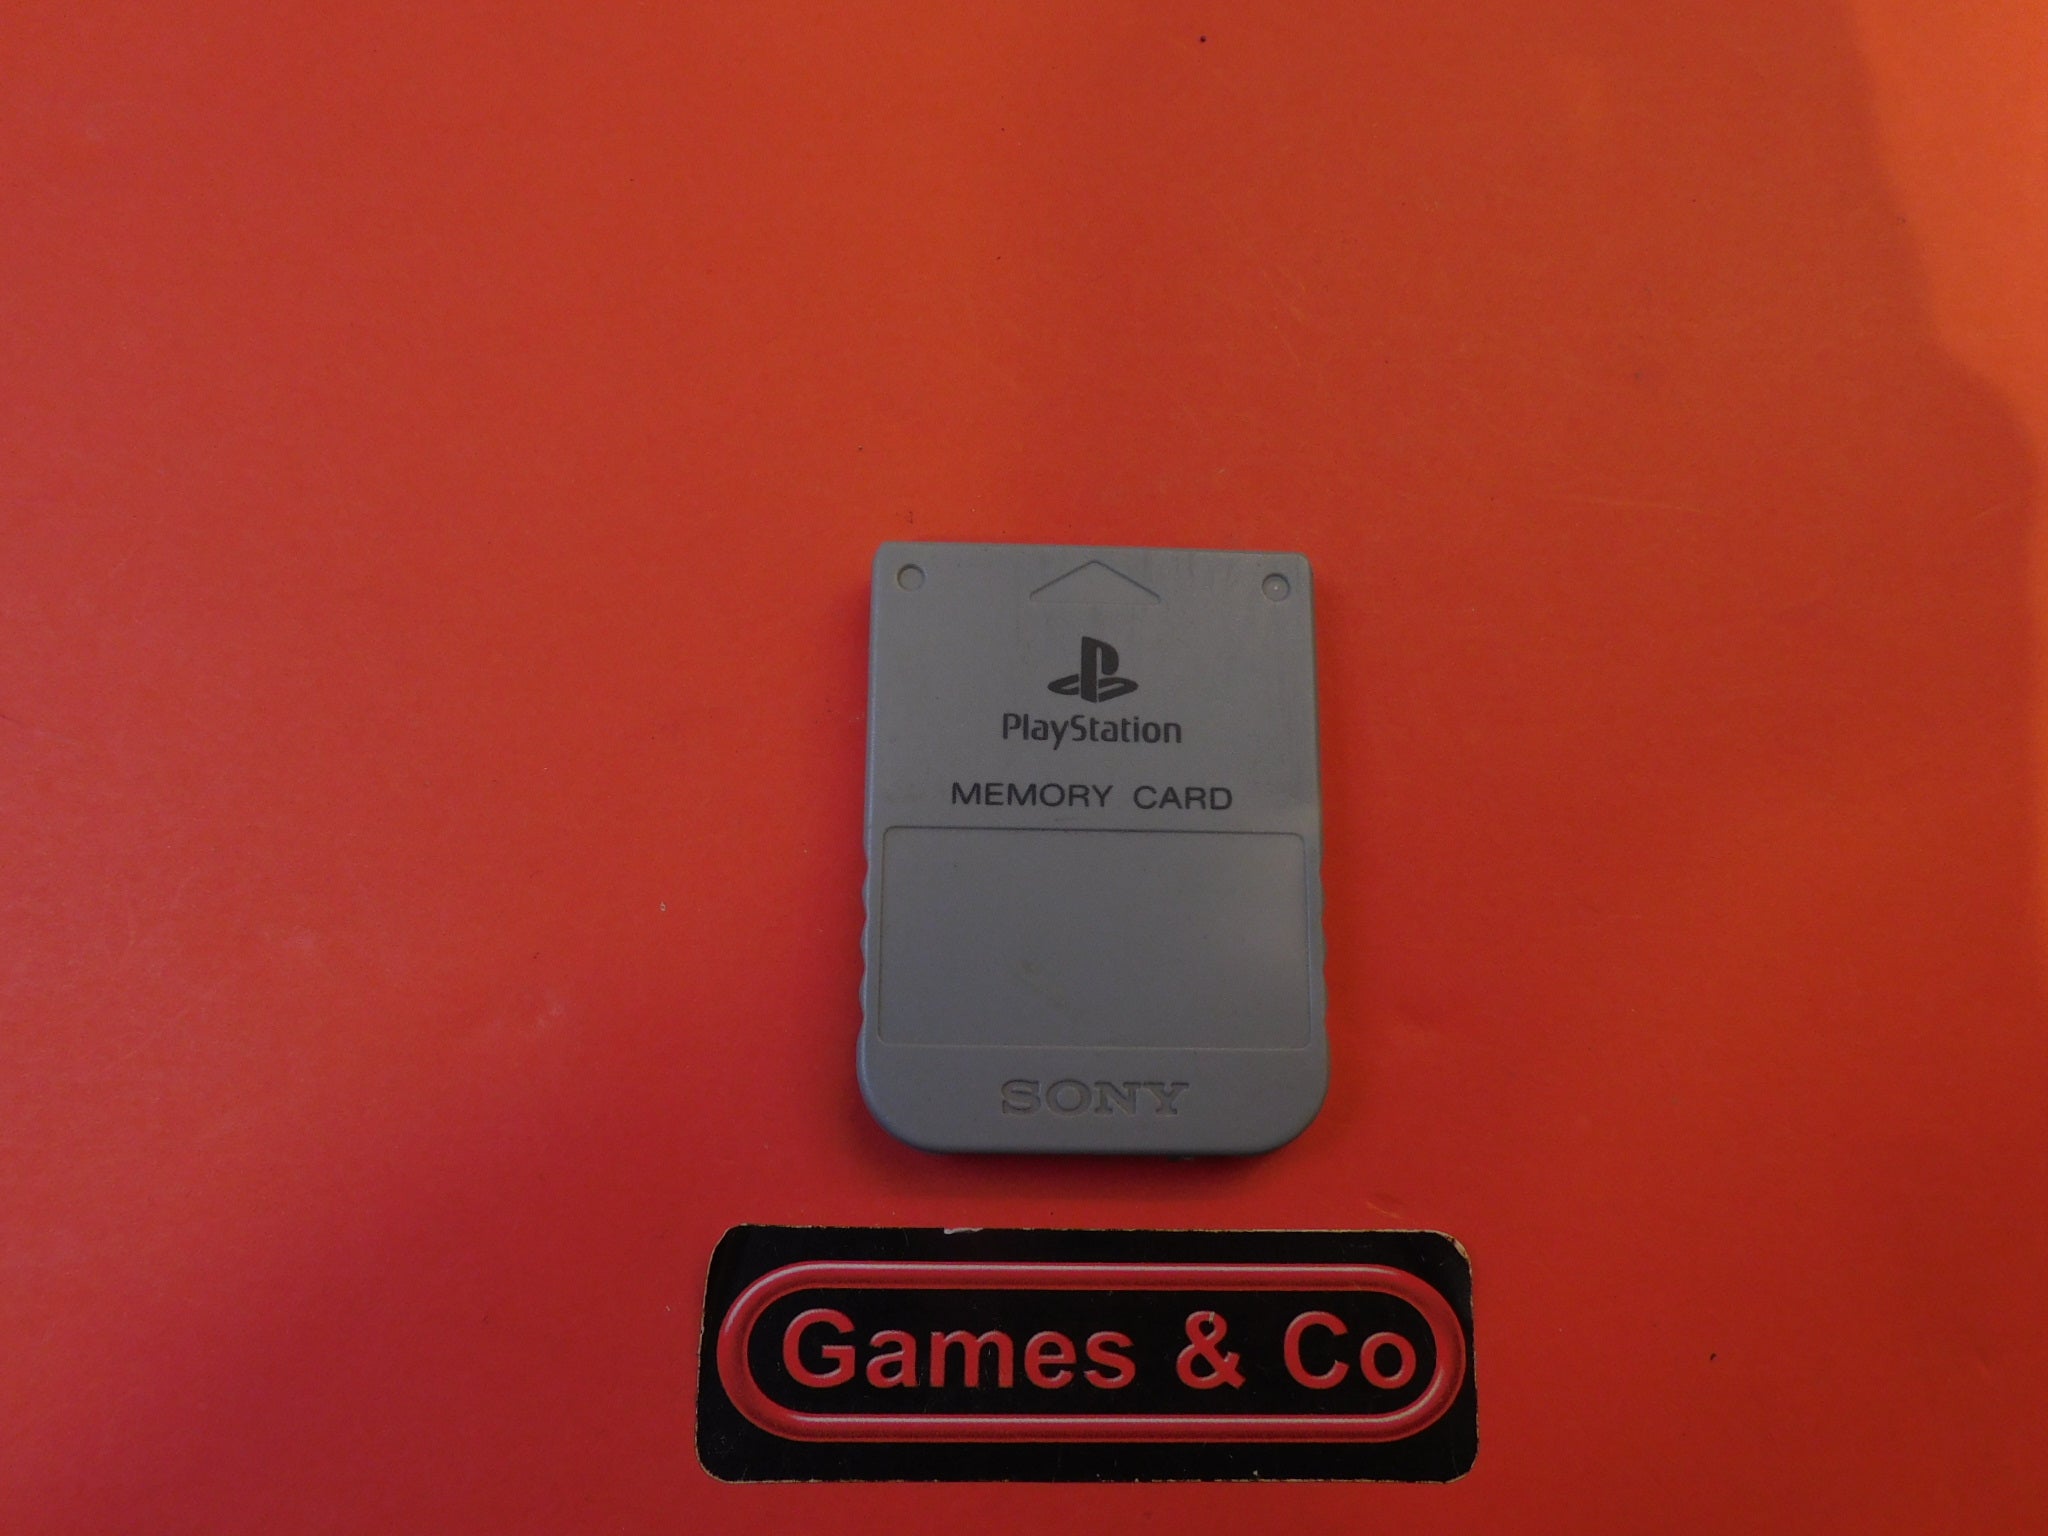 PlayStation
MEMORY CARD
SONY
Games & Co